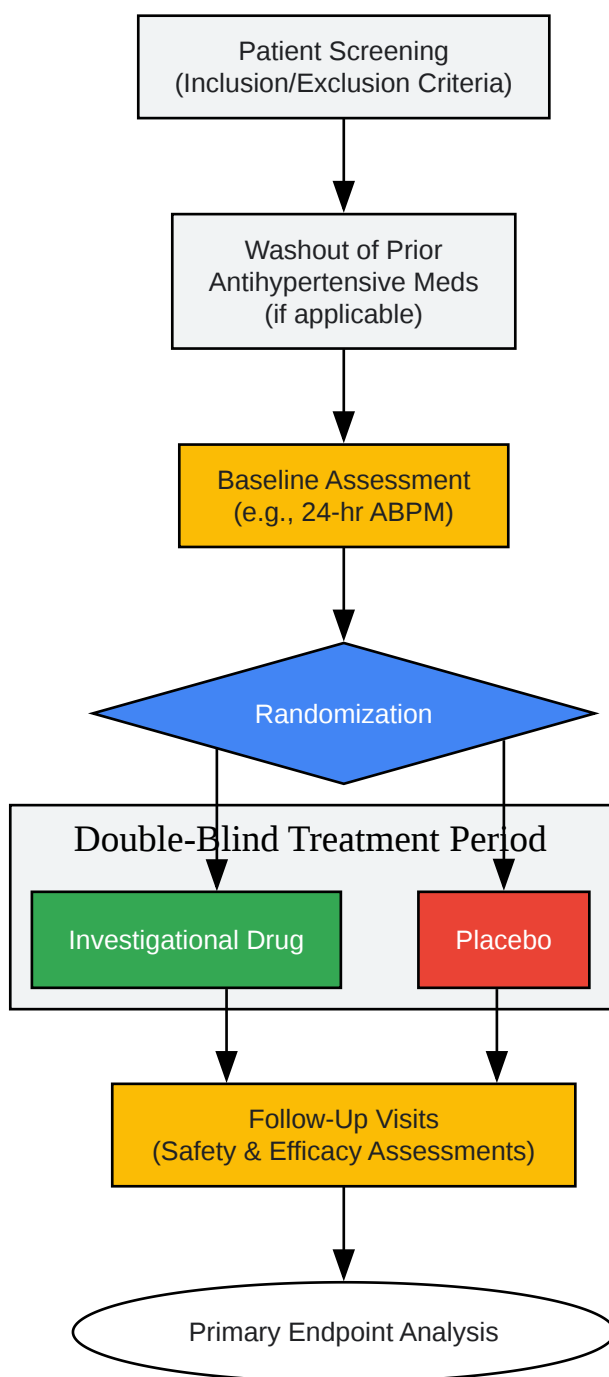 Patient Screening
(Inclusion/Exclusion Criteria)
Washout of Prior
Antihypertensive Meds
(if applicable)
Baseline Assessment
(e.g., 24-hr ABPM)
Randomization
Double-Blind Treatment Period
Investigational Drug
Placebo
Follow-Up Visits
(Safety & Efficacy Assessments)
Primary Endpoint Analysis